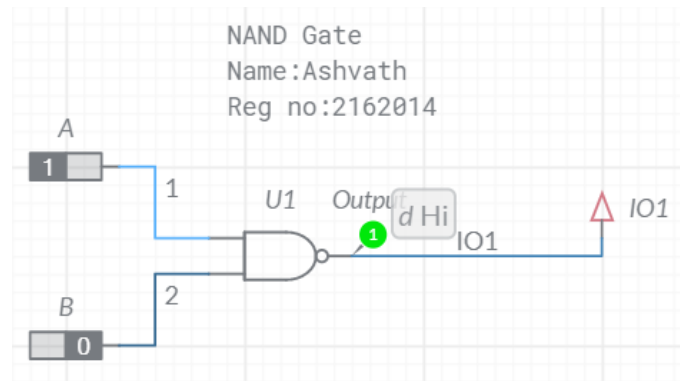 NAND Gate
Name:Ashvath
Reg no:2162014
A
1
1
U1
Output
d Hi
1
IO1
IO1
2
B
0